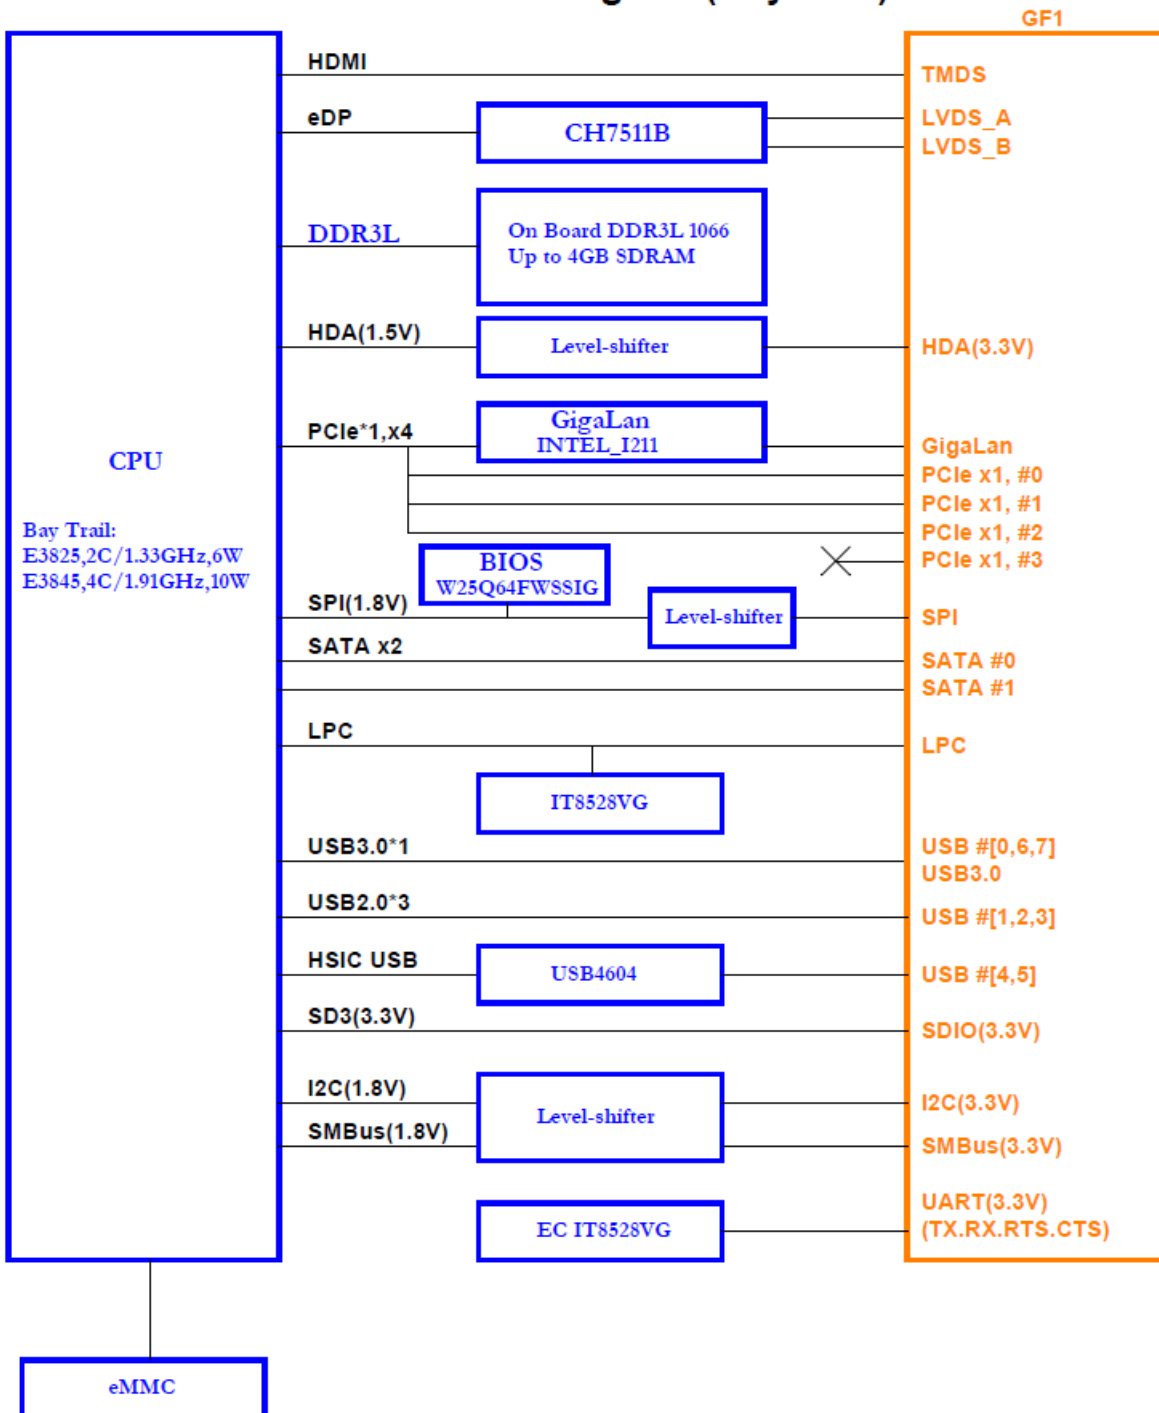 GF1
HDMI
TMDS
eDP
CH7511B
LVDS_A
LVDS_B
DDR3L
On Board DDR3L 1066
Up to 4GB SDRAM
HDA(1.5V)
Level-shifter
HDA(3.3V)
PCIe*1,x4
GigaLan
INTEL_I211
GigaLan
PCIe x1, #0
PCIe x1, #1
PCIe x1, #2
PCIe x1, #3
CPU
Bay Trail:
E3825,2C/1.33GHz,6W
E3845,4C/1.91GHz,10W
BIOS
W25Q64FWSSIG
SPI(1.8V)
Level-shifter
SPI
SATA x2
SATA #0
SATA #1
LPC
LPC
IT8528VG
USB3.0*1
USB #[0,6,7]
USB3.0
USB2.0*3
USB #[1,2,3]
HSIC USB
USB4604
USB #[4,5]
SD3(3.3V)
SDIO(3.3V)
I2C(1.8V)
Level-shifter
I2C(3.3V)
SMBus(1.8V)
SMBus(3.3V)
EC IT8528VG
UART(3.3V)
(TX.RX.RTS.CTS)
eMMC